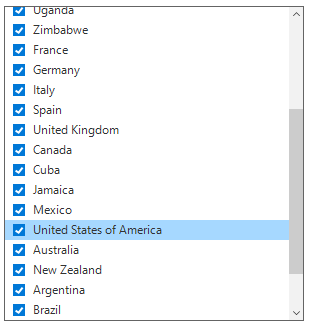 Uganda
Zimbabwe
France
Germany
Italy
Spain
United Kingdom
Canada
Cuba
Jamaica
Mexico
United States of America
Australia
New Zealand
Argentina
Brazil